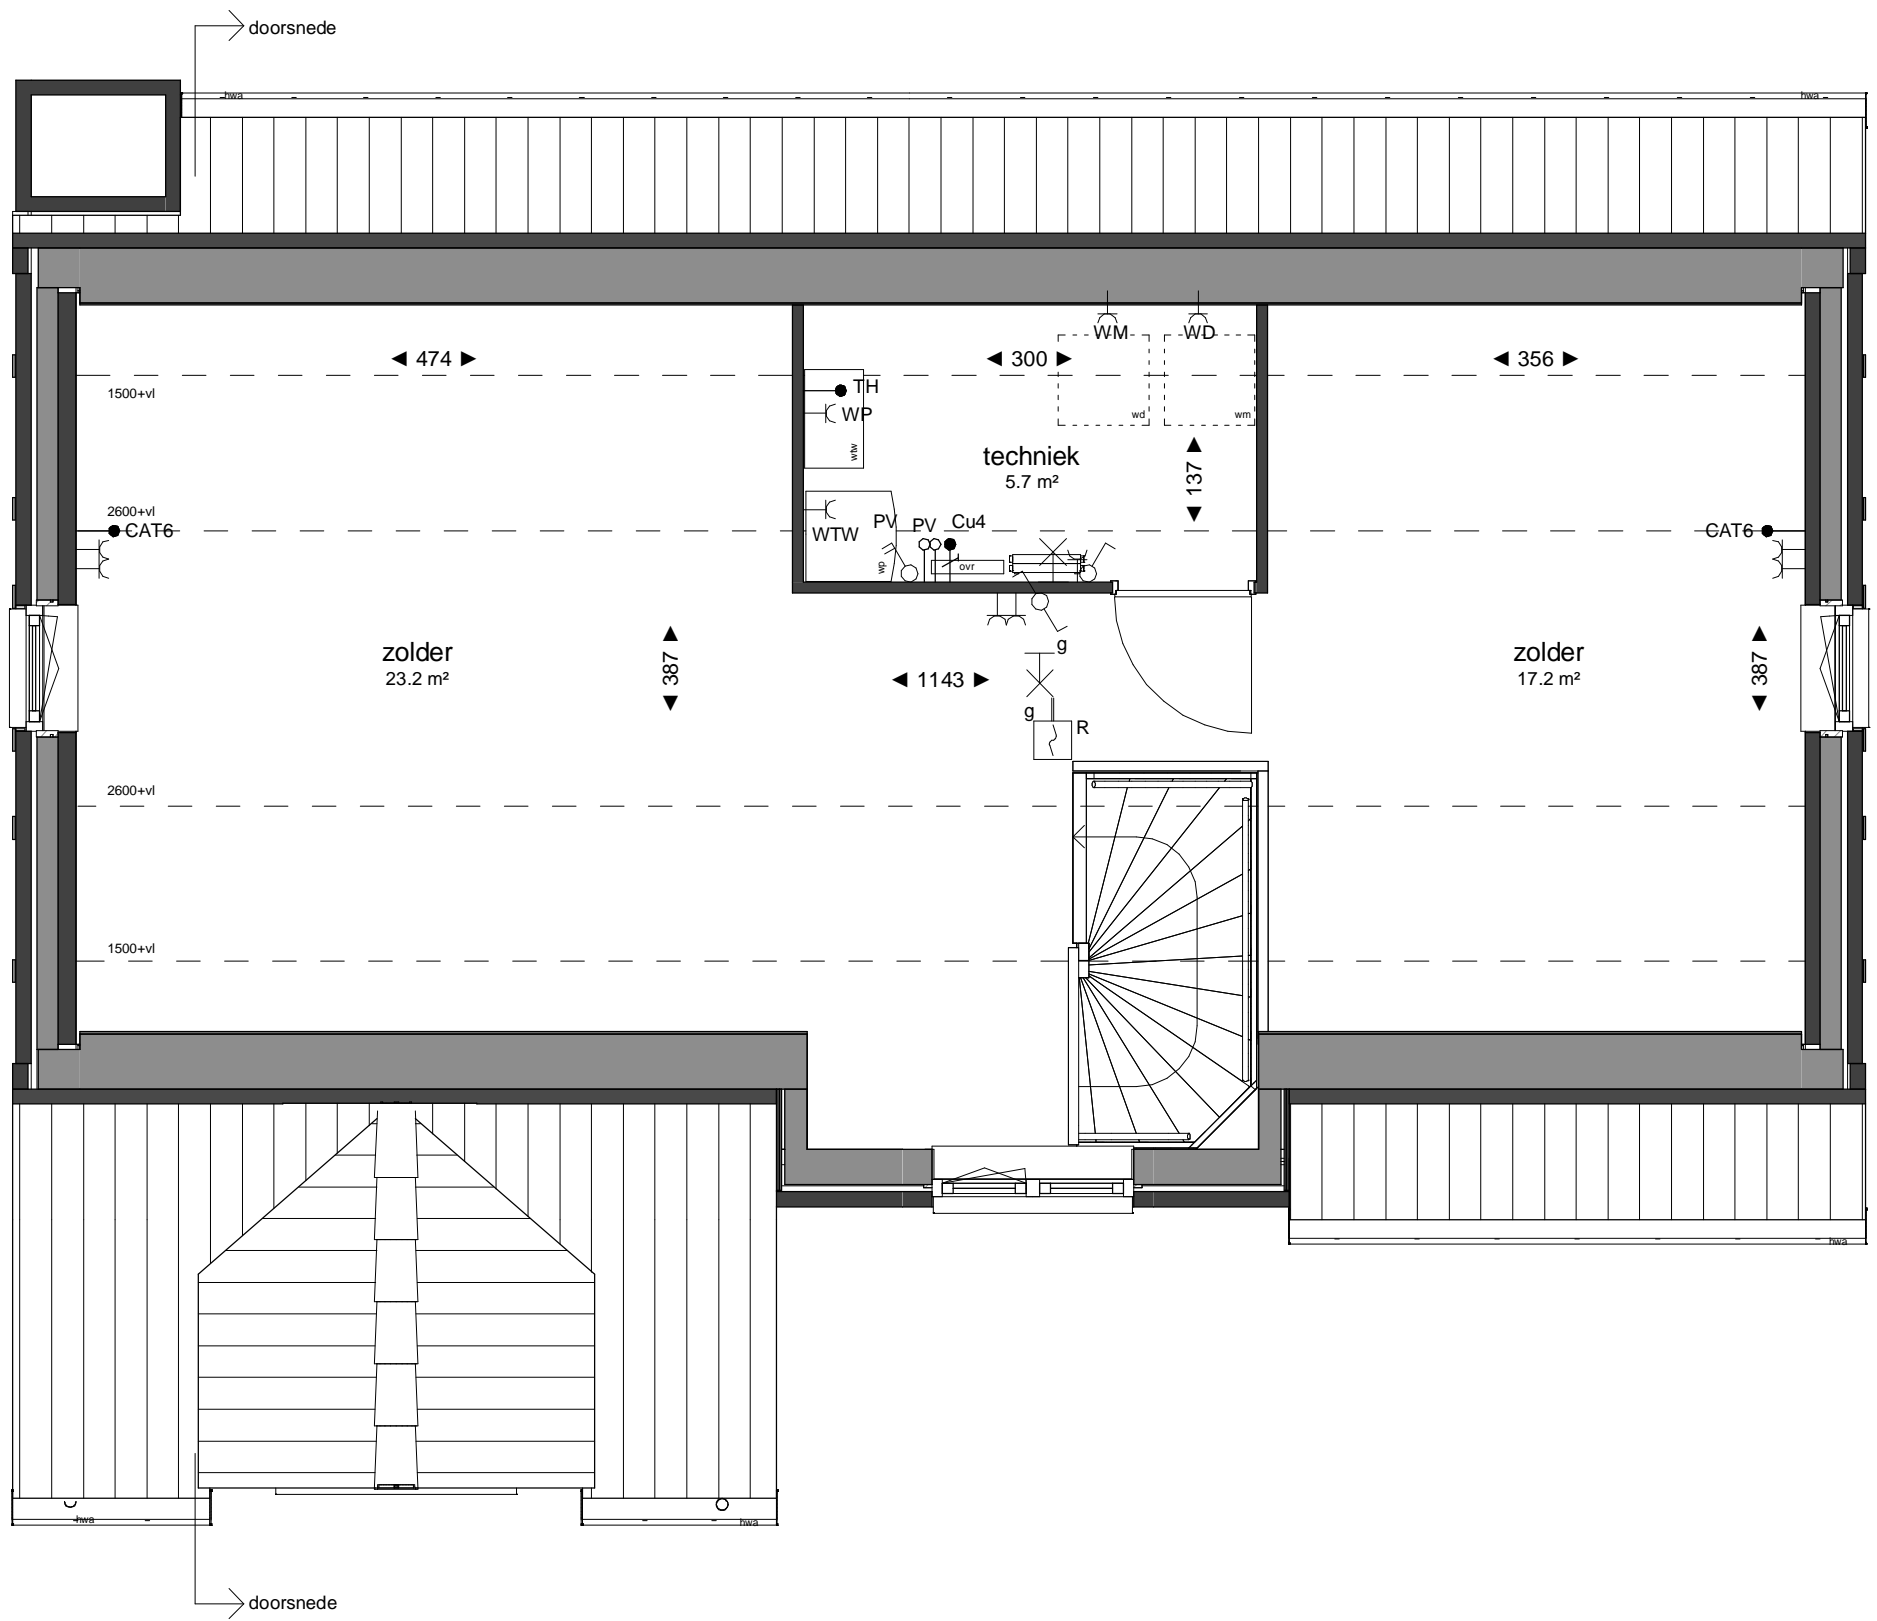 doorsnede
hwa
hwa
WM
WD
◄ 474 ►
◄ 300 ►
◄ 356 ►
1500+vl
TH
WP
wd
wm
wtw
techniek
5.7 m²
◄ 137 ►
2600+vl
CAT6
WTW
PV
PV
Cu4
CAT6
wp
ovr
zolder
23.2 m²
◄ 387 ►
g
zolder
17.2 m²
◄ 387 ►
◄ 1143 ►
g
R
2600+vl
1500+vl
hwa
hwa
hwa
doorsnede